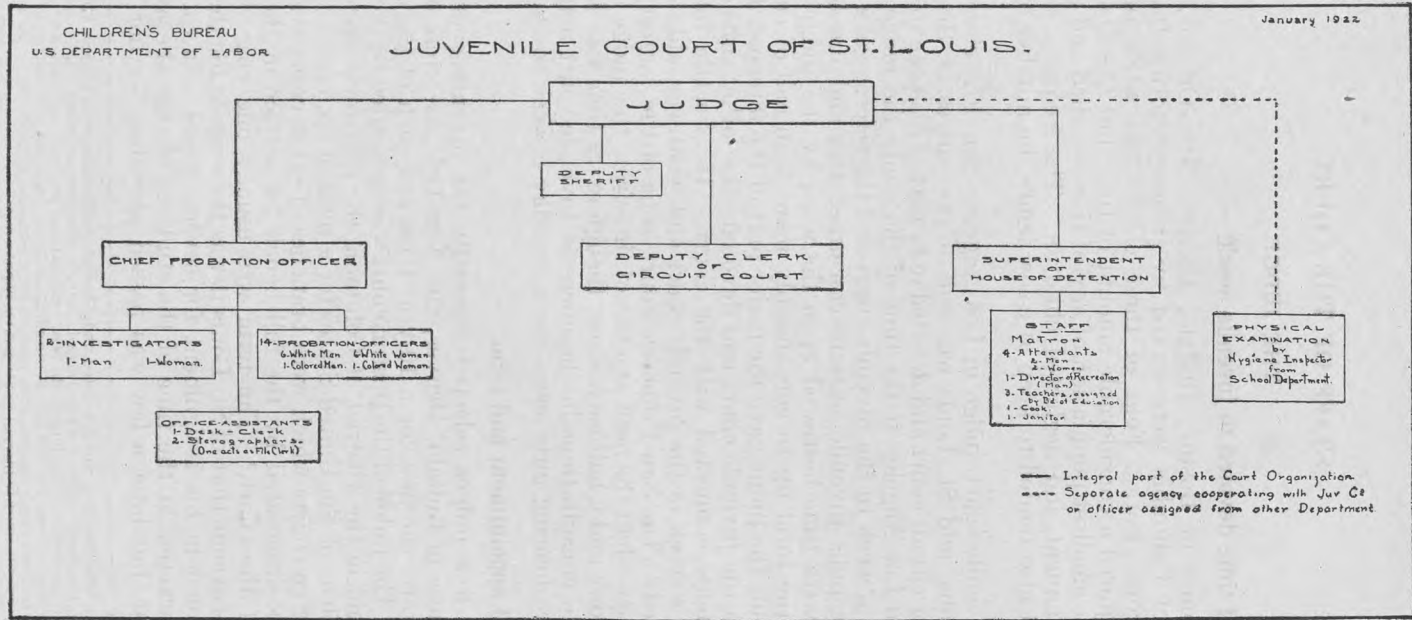 CHILDREN'S BUREAU
U.S. DEPARTMENT OF LABOR
JUVENILE COURT OF ST. LOUIS.
January 1922
JUDGE
DEPUTY
SHERIFF
CHIEF PROBATION OFFICER
DEPUTY CLERK
OF
CIRCUIT COURT
SUPERINTENDENT
OF
HOUSE OF DETENTION
2-INVESTIGATORS
1-Man 1-Woman.
14-PROBATION-OFFICERS
6-White Men 6-White Women
1-Colored Man. 1-Colored Woman
OFFICE-ASSISTANTS
1-Desk-Clerk
2-Stenographers-
(One acts as File Clerk)
STAFF
Matron
4-Attendants
2-Men
2-Women
1-Director of Recreation
(Man)
3-Teachers, assigned
by Bd of Education
1-Cook.
1-Janitor
PHYSICAL
EXAMINATION
by
Hygiene Inspector
from
School Department.
Integral part of the Court Organization.
Separate agency cooperating with Juv Ct
or officer assigned from other Department.